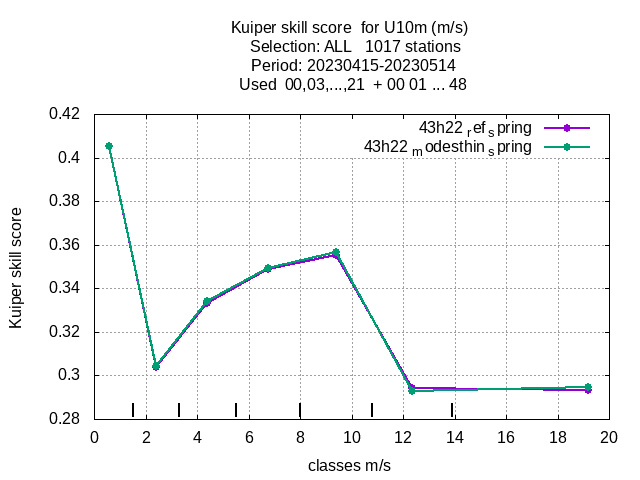 Kuiper skill score  for U10m (m/s)
Selection: ALL   1017 stations
Period: 20230415-20230514
Used  00,03,...,21  + 00 01 ... 48
43h22 ref spring
43h22 modesthin spring
Kuiper skill score
0.42
0.4
0.38
0.36
0.34
0.32
0.3
0.28
0 2 4 6 8 10 12 14 16 18 20
classes m/s